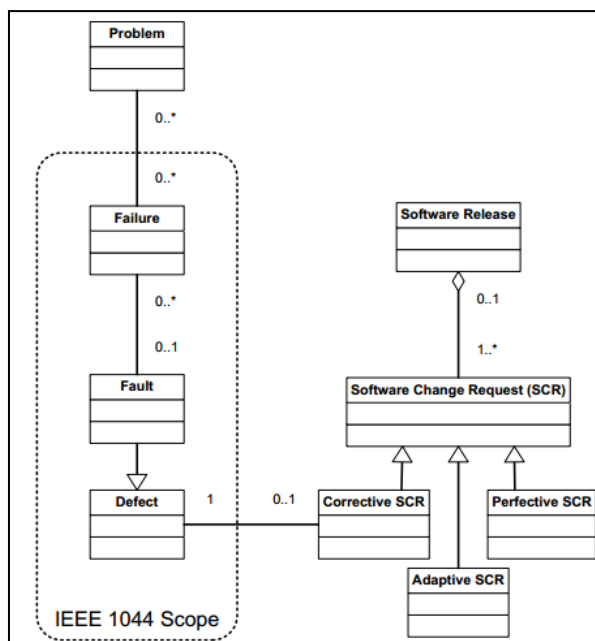 Problem
0..*
0..*
Failure
Software Release
0..*
0..1
0..1
1..*
Fault
Software Change Request (SCR)
Defect
1
0..1
Corrective SCR
Perfective SCR
Adaptive SCR
IEEE 1044 Scope